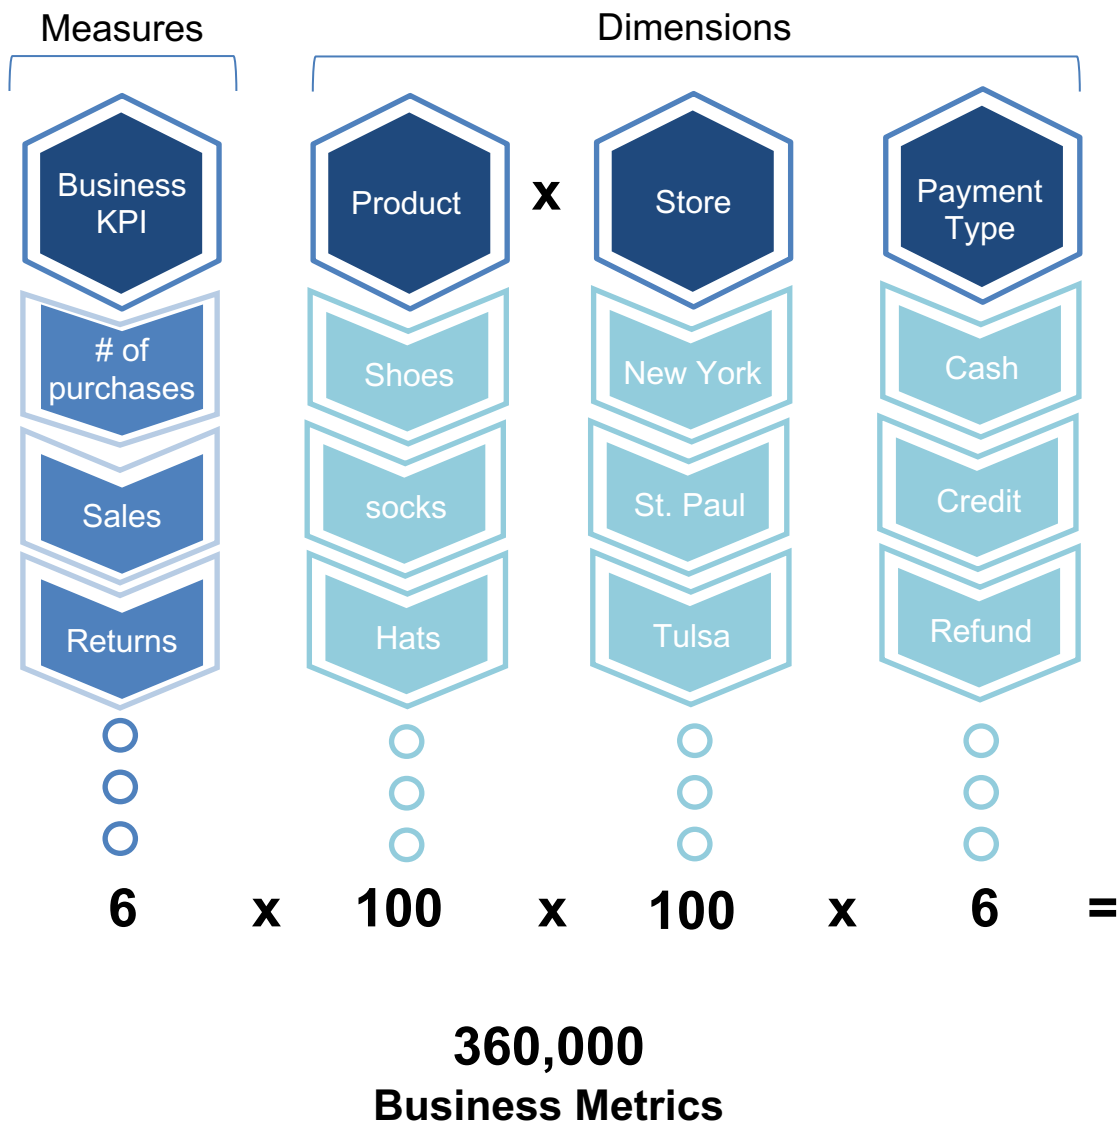 Measures
Dimensions
Business
KPI
Product
x
Store
Payment
Type
# of
purchases
Shoes
New York
Cash
Sales
socks
St. Paul
Credit
Returns
Hats
Tulsa
Refund
6 x 100 x 100 x 6 =
360,000
Business Metrics